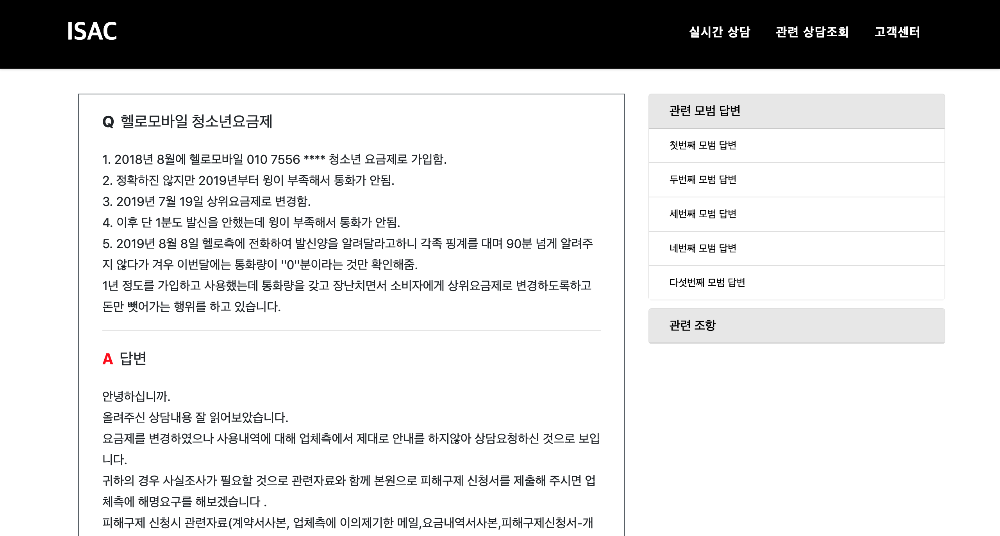 ISAC
실시간 상담 관련 상담조회 고객센터
Q 헬로모바일 청소년요금제
1. 2018년 8월에 헬로모바일 010 7556 **** 청소년 요금제로 가입함.
2. 정확하진 않지만 2019년부터 윙이 부족해서 통화가 안됨.
3. 2019년 7월 19일 상위요금제로 변경함.
4. 이후 단 1분도 발신을 안했는데 윙이 부족해서 통화가 안됨.
5. 2019년 8월 8일 헬로측에 전화하여 발신양을 알려달라고하니 각족 핑계를 대며 90분 넘게 알려주
지 않다가 겨우 이번달에는 통화량이 ''0''분이라는 것만 확인해줌.
1년 정도를 가입하고 사용했는데 통화량을 갖고 장난치면서 소비자에게 상위요금제로 변경하도록하고
돈만 뺏어가는 행위를 하고 있습니다.
A 답변
안녕하십니까.
올려주신 상담내용 잘 읽어보았습니다.
요금제를 변경하였으나 사용내역에 대해 업체측에서 제대로 안내를 하지않아 상담요청하신 것으로 보입
니다.
귀하의 경우 사실조사가 필요할 것으로 관련자료와 함께 본원으로 피해구제 신청서를 제출해 주시면 업
체측에 해명요구를 해보겠습니다 .
피해구제 신청시 관련자료(계약서사본, 업체측에 이의제기한 메일,요금내역서사본,피해구제신청서-개
관련 모범 답변
첫번째 모범 답변
두번째 모범 답변
세번째 모범 답변
네번째 모범 답변
다섯번째 모범 답변
관련 조항